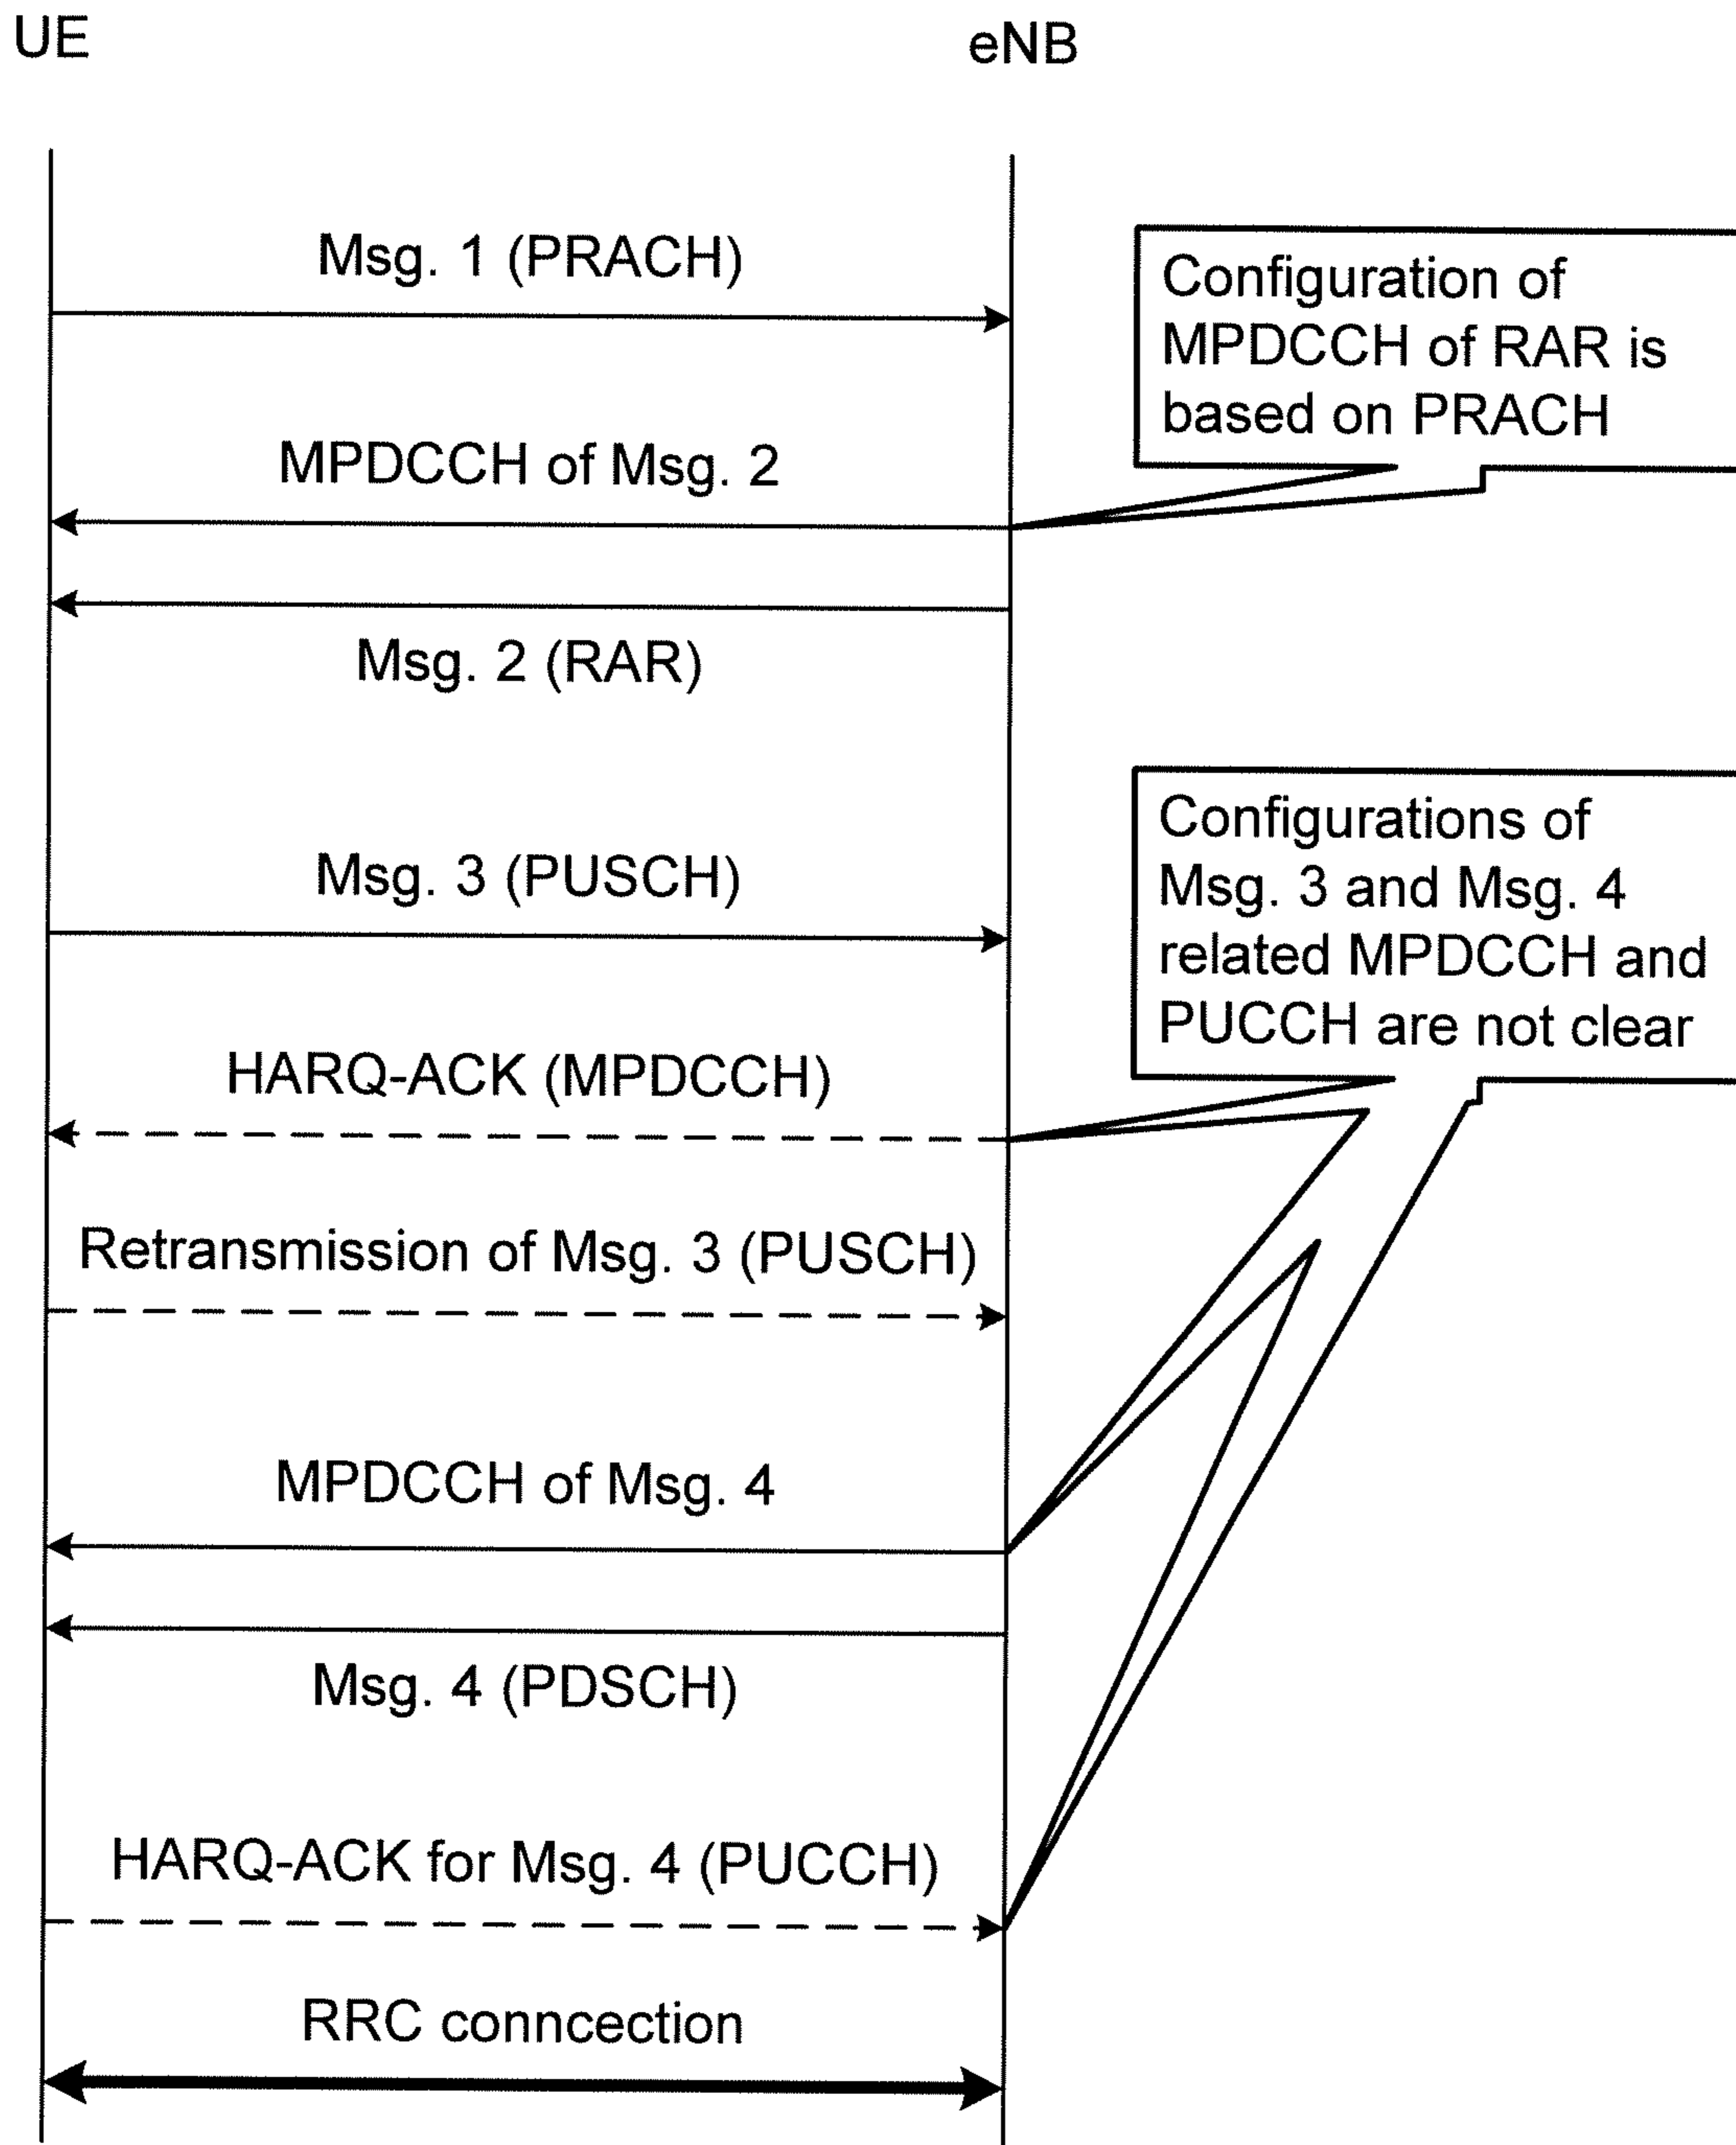 UE
eNB
Msg. 1 (PRACH)
Configuration of
MPDCCH of RAR is
based on PRACH
MPDCCH of Msg. 2
Msg. 2 (RAR)
Configurations of
Msg. 3 and Msg. 4
related MPDCCH and
PUCCH are not clear
Msg. 3 (PUSCH)
HARQ-ACK (MPDCCH)
Retransmission of Msg. 3 (PUSCH)
MPDCCH of Msg. 4
Msg. 4 (PDSCH)
HARQ-ACK for Msg. 4 (PUCCH)
RRC conncection